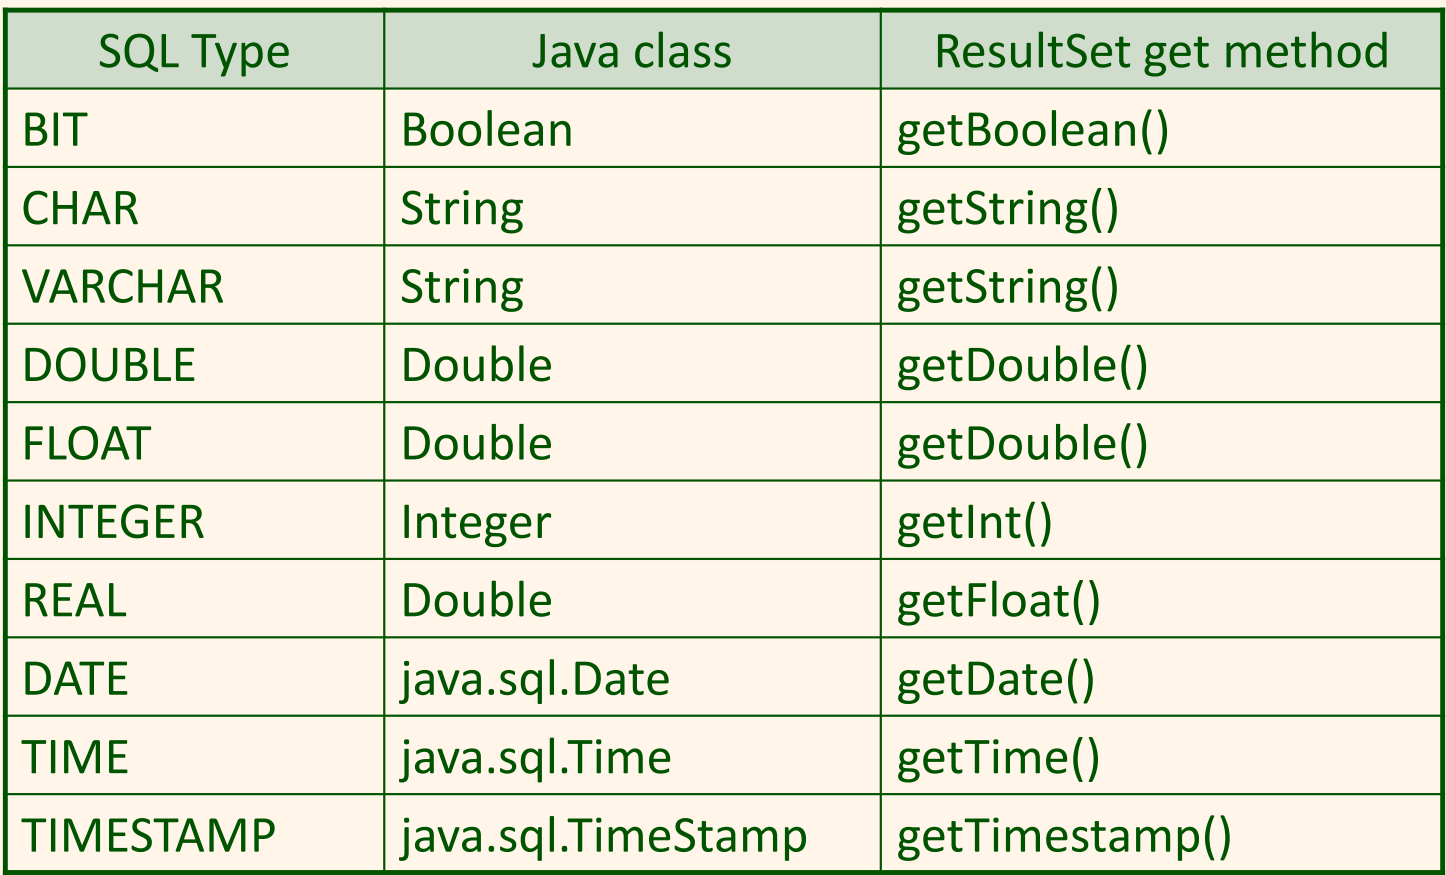 SQL Type Java class ResultSet get method
BIT Boolean getBoolean()
CHAR String getString()
VARCHAR String getString()
DOUBLE Double getDouble()
FLOAT Double getDouble()
INTEGER Integer getInt()
REAL Double getFloat()
DATE java.sql.Date getDate()
TIME java.sql.Time getTime()
TIMESTAMP java.sql.TimeStamp getTimestamp()